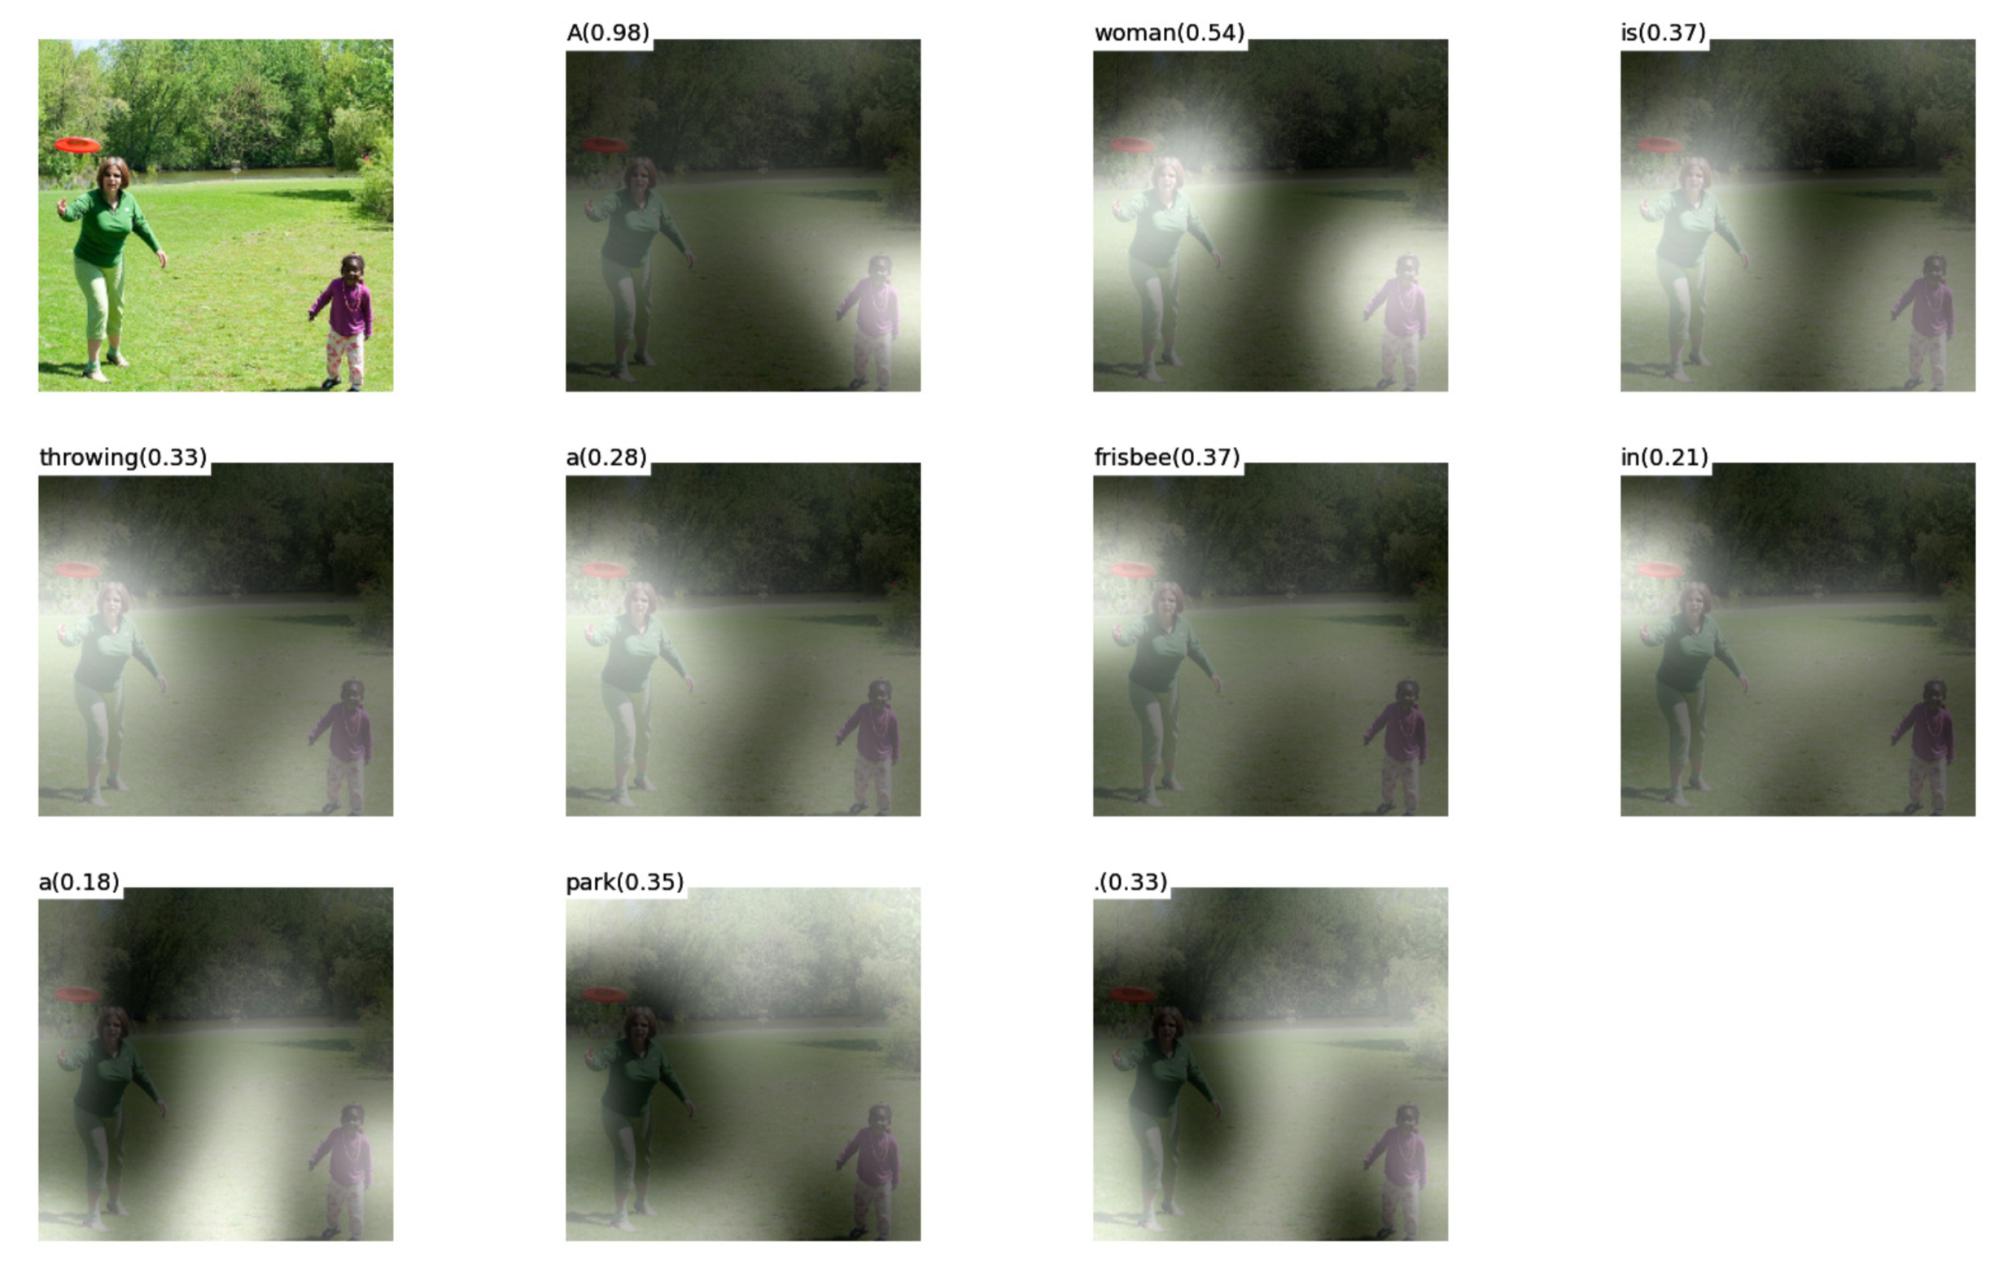 A(0.98)
woman(0.54)
is(0.37)
throwing(0.33)
a(0.28)
frisbee(0.37)
in(0.21)
a(0.18)
park(0.35)
.(0.33)